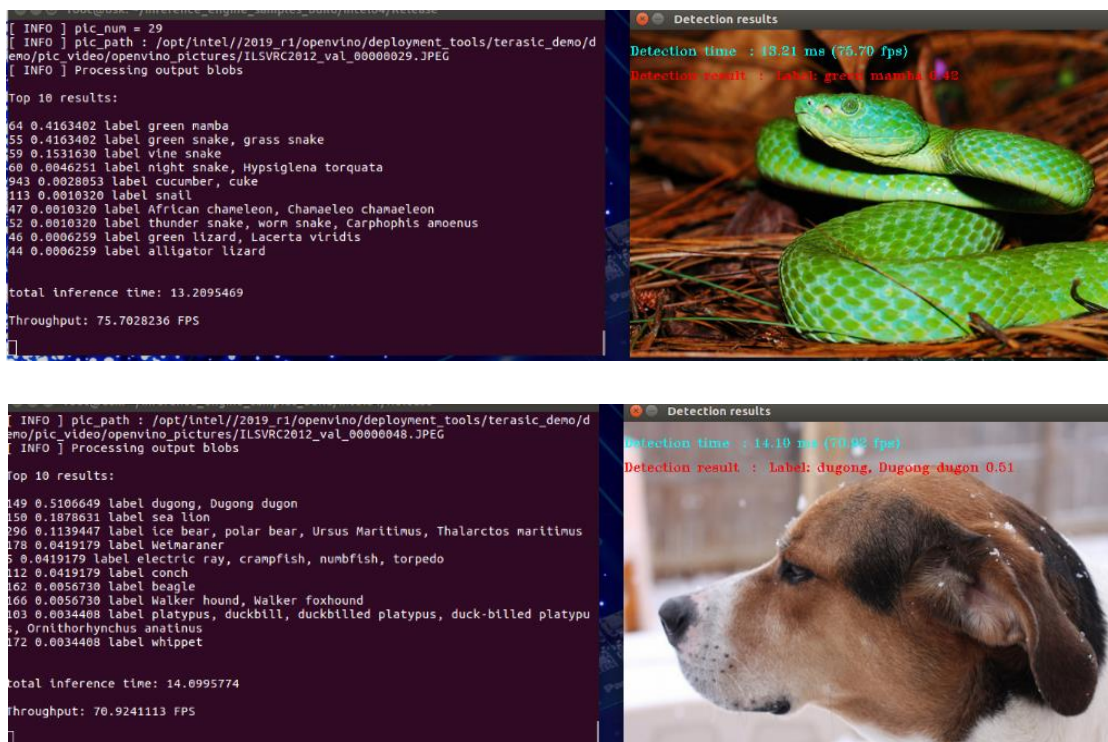 [ INFO ] pic_num = 29
[ INFO ] pic_path : /opt/intel//2019_r1/openvino/deployment_tools/terasic_demo/d
emo/pic_video/openvino_pictures/ILSVRC2012_val_00000029.JPEG
[ INFO ] Processing output blobs
Top 10 results:
64 0.4163402 label green mamba
55 0.4163402 label green snake, grass snake
59 0.1531630 label vine snake
60 0.0046251 label night snake, Hypsiglena torquata
943 0.0028053 label cucumber, cuke
113 0.0010320 label snail
47 0.0010320 label African chameleon, Chamaeleo chamaeleon
52 0.0010320 label thunder snake, worm snake, Carphophis amoenus
46 0.0006259 label green lizard, Lacerta viridis
44 0.0006259 label alligator lizard
total inference time: 13.2095469
Throughput: 75.7028236 FPS
Detection results
Detection time : 13.21 ms (75.70 fps)
Detection result : Label: green mamba 0.42
[ INFO ] pic_path : /opt/intel//2019_r1/openvino/deployment_tools/terasic_demo/d
emo/pic_video/openvino_pictures/ILSVRC2012_val_00000048.JPEG
[ INFO ] Processing output blobs
Top 10 results:
149 0.5106649 label dugong, Dugong dugon
150 0.1878631 label sea lion
296 0.1139447 label ice bear, polar bear, Ursus Maritimus, Thalarctos maritimus
178 0.0419179 label Weimaraner
5 0.0419179 label electric ray, crampfish, numbfish, torpedo
112 0.0419179 label conch
162 0.0056730 label beagle
166 0.0056730 label Walker hound, Walker foxhound
103 0.0034408 label platypus, duckbill, duckbilled platypus, duck-billed platypu
s, Ornithorhynchus anatinus
172 0.0034408 label whippet
total inference time: 14.0995774
Throughput: 70.9241113 FPS
Detection results
Detection time : 14.10 ms (70.92 fps)
Detection result : Label: dugong, Dugong dugon 0.51